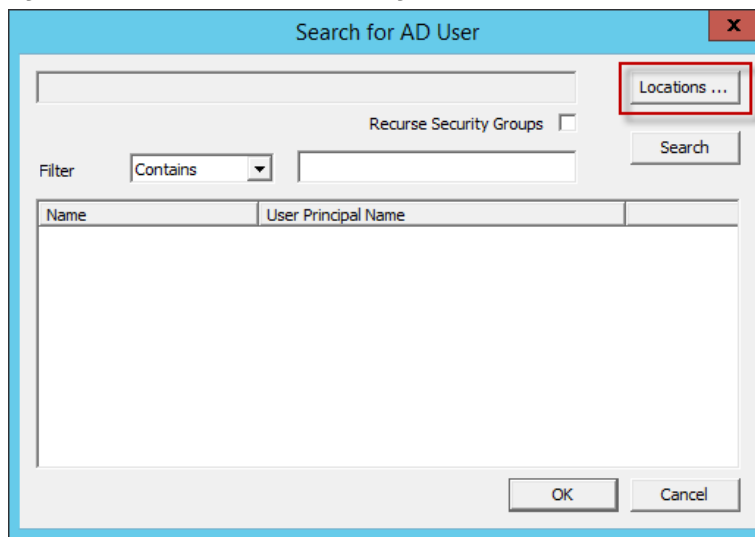 Search for AD User
x
Locations ...
Recurse Security Groups
Search
Filter Contains
Name User Principal Name
OK Cancel